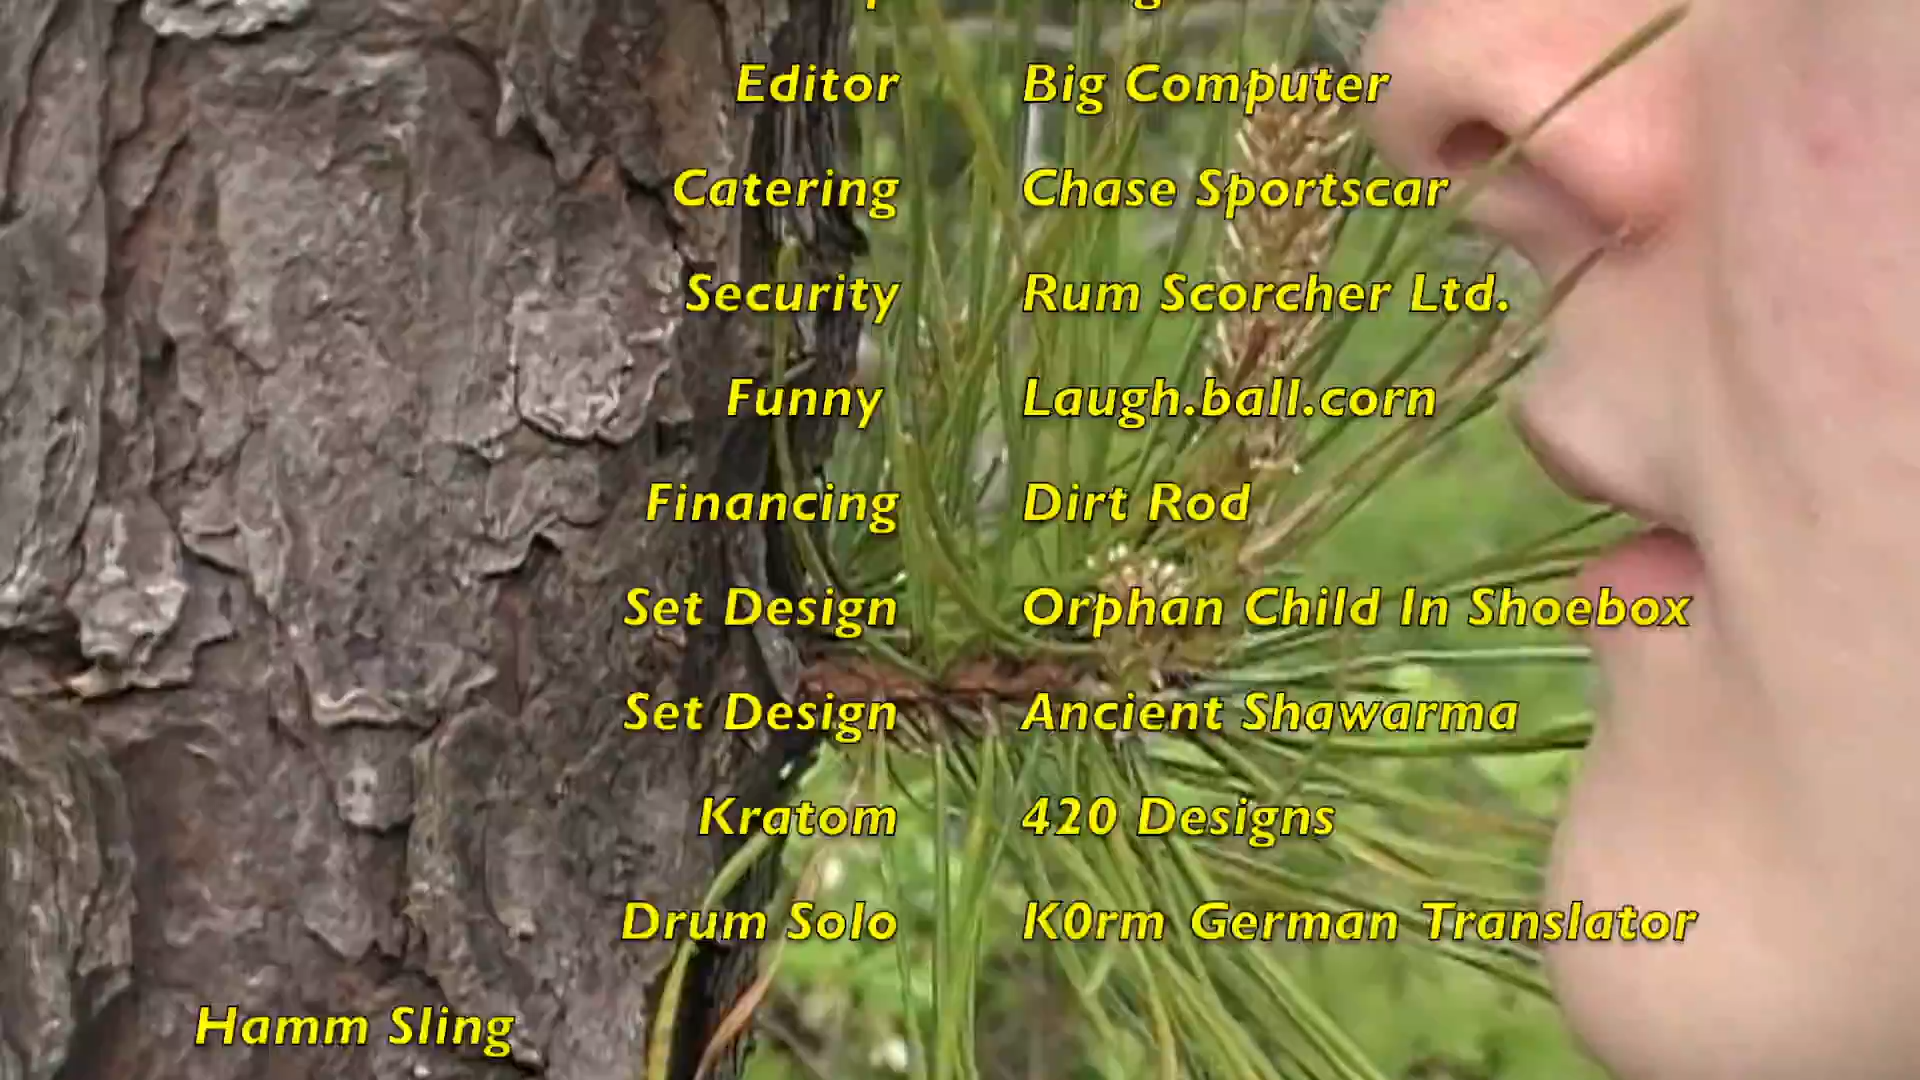 Editor Big Computer
Catering Chase Sportscar
Security Rum Scorcher Ltd.
Funny Laugh.ball.corn
Financing Dirt Rod
Set Design Orphan Child In Shoebox
Set Design Ancient Shawarma
Kratom 420 Designs
Drum Solo K0rm German Translator
Hamm Sling